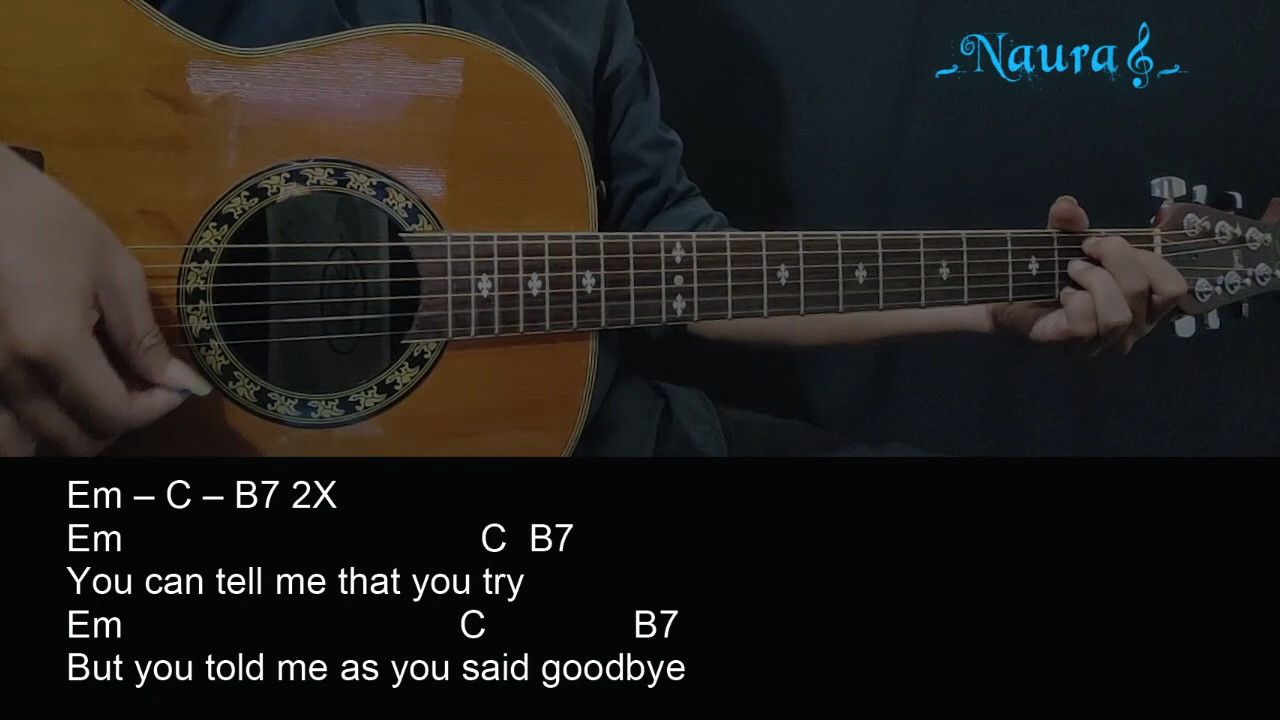 Naura
Em – C – B7 2X
Em C B7
You can tell me that you try
Em C B7
But you told me as you said goodbye